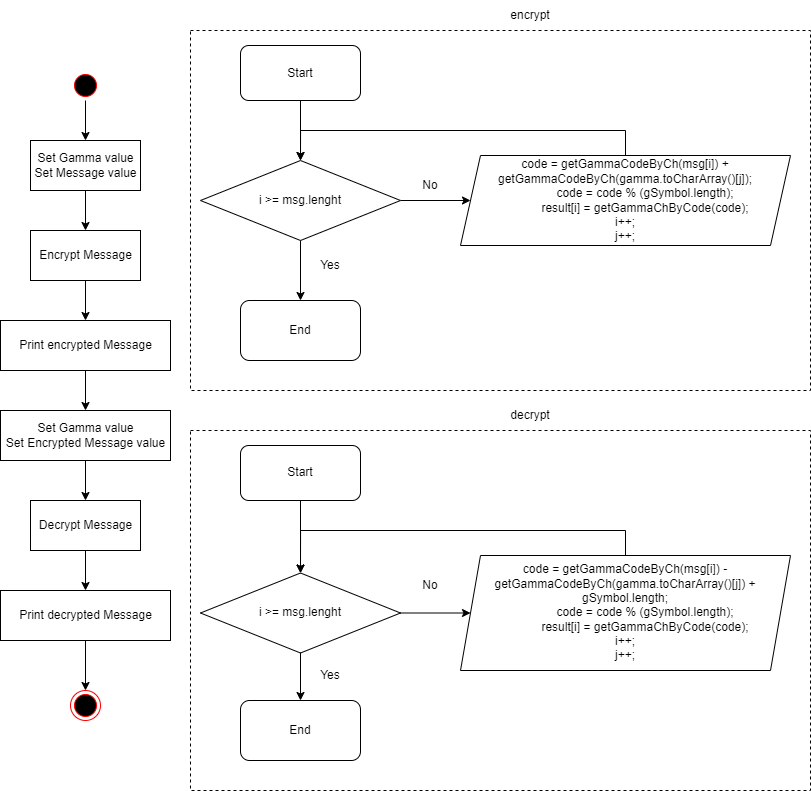 Set Gamma value
Set Message value
Encrypt Message
Print encrypted Message
Set Gamma value
Set Encrypted Message value
Decrypt Message
Print decrypted Message
encrypt
Start
i >= msg.lenght
No
code = getGammaCodeByCh(msg[i]) +
getGammaCodeByCh(gamma.toCharArray()[j]);
code = code % (gSymbol.length);
result[i] = getGammaChByCode(code);
i++;
j++;
Yes
End
decrypt
Start
i >= msg.lenght
No
code = getGammaCodeByCh(msg[i]) -
getGammaCodeByCh(gamma.toCharArray()[j]) +
gSymbol.length;
code = code % (gSymbol.length);
result[i] = getGammaChByCode(code);
i++;
j++;
Yes
End